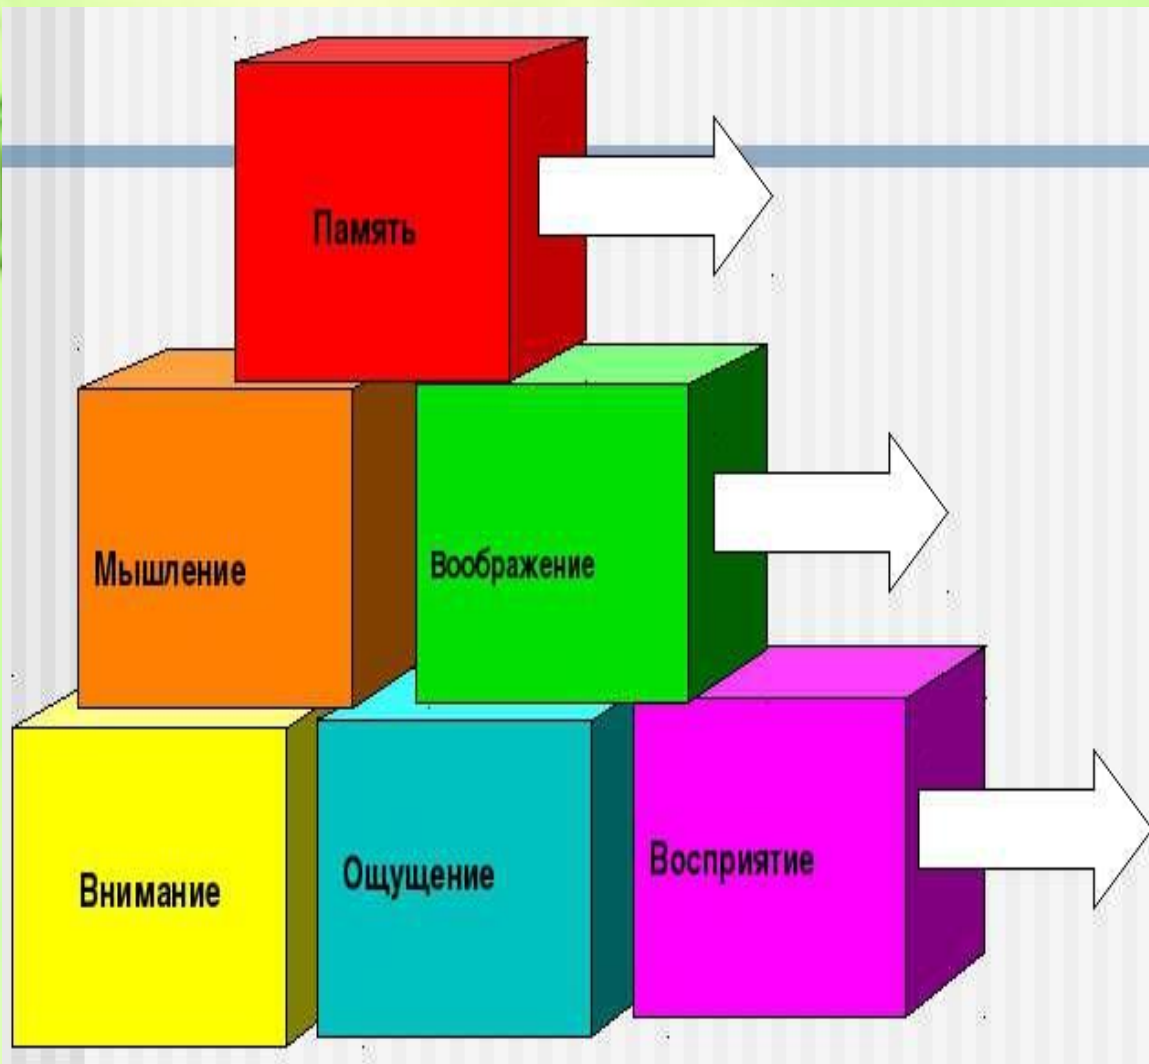 Память
Мышление
Воображение
Внимание
Ощущение
Восприятие